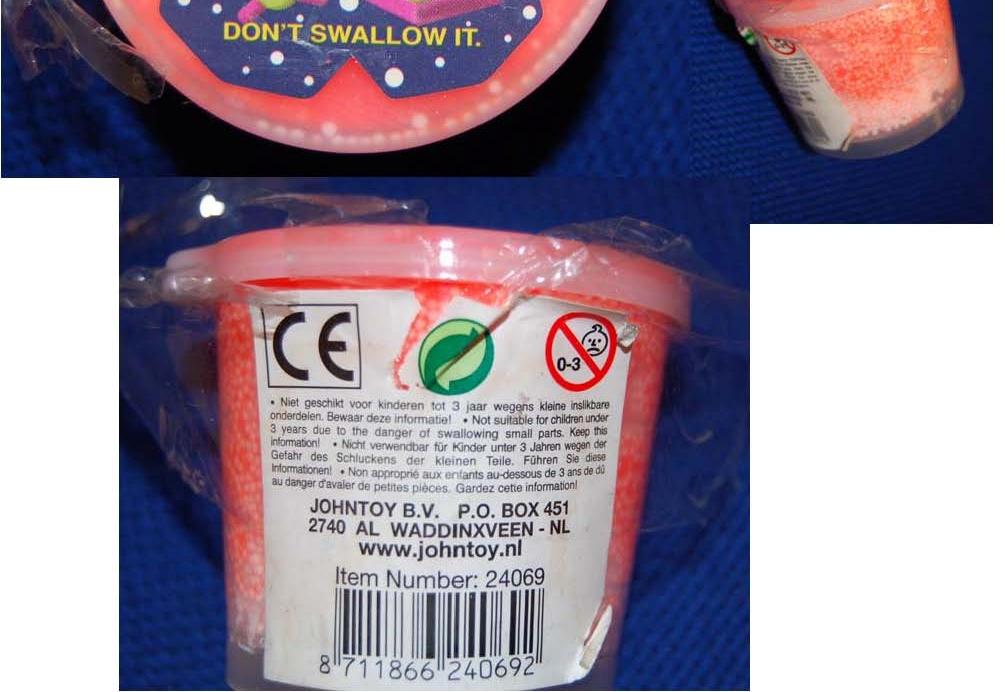 DON'T SWALLOW IT.
CE
0-3
• Niet geschikt voor kinderen tot 3 jaar wegens kleine inslikbare
onderdelen. Bewaar deze informatie! • Not suitable for children under
3 years due to the danger of swallowing small parts. Keep this
information! • Nicht verwendbar für Kinder unter 3 Jahren wegen der
Gefahr des Schluckens der kleinen Teile. Führen Sie diese
Informationen! • Non approprié aux enfants au-dessous de 3 ans de dû
au danger d'avaler de petites pièces. Gardez cette information!
JOHNTOY B.V. P.O. BOX 451
2740 AL WADDINXVEEN - NL
www.johntoy.nl
Item Number: 24069
8 711866 240692